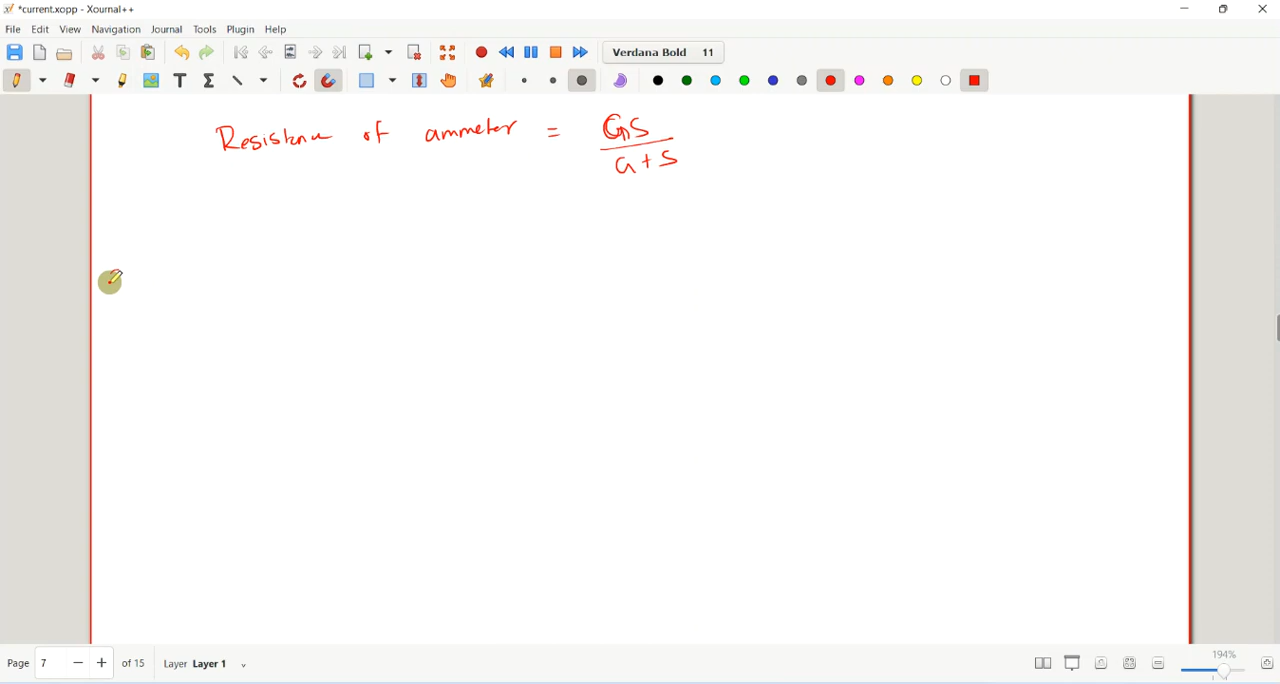 *current.xopp - Xournal++
File Edit View Navigation Journal Tools Plugin Help
Verdana Bold 11
Resistance of ammeter = GS
G+S
Page 7 of 15 Layer Layer 1
194%